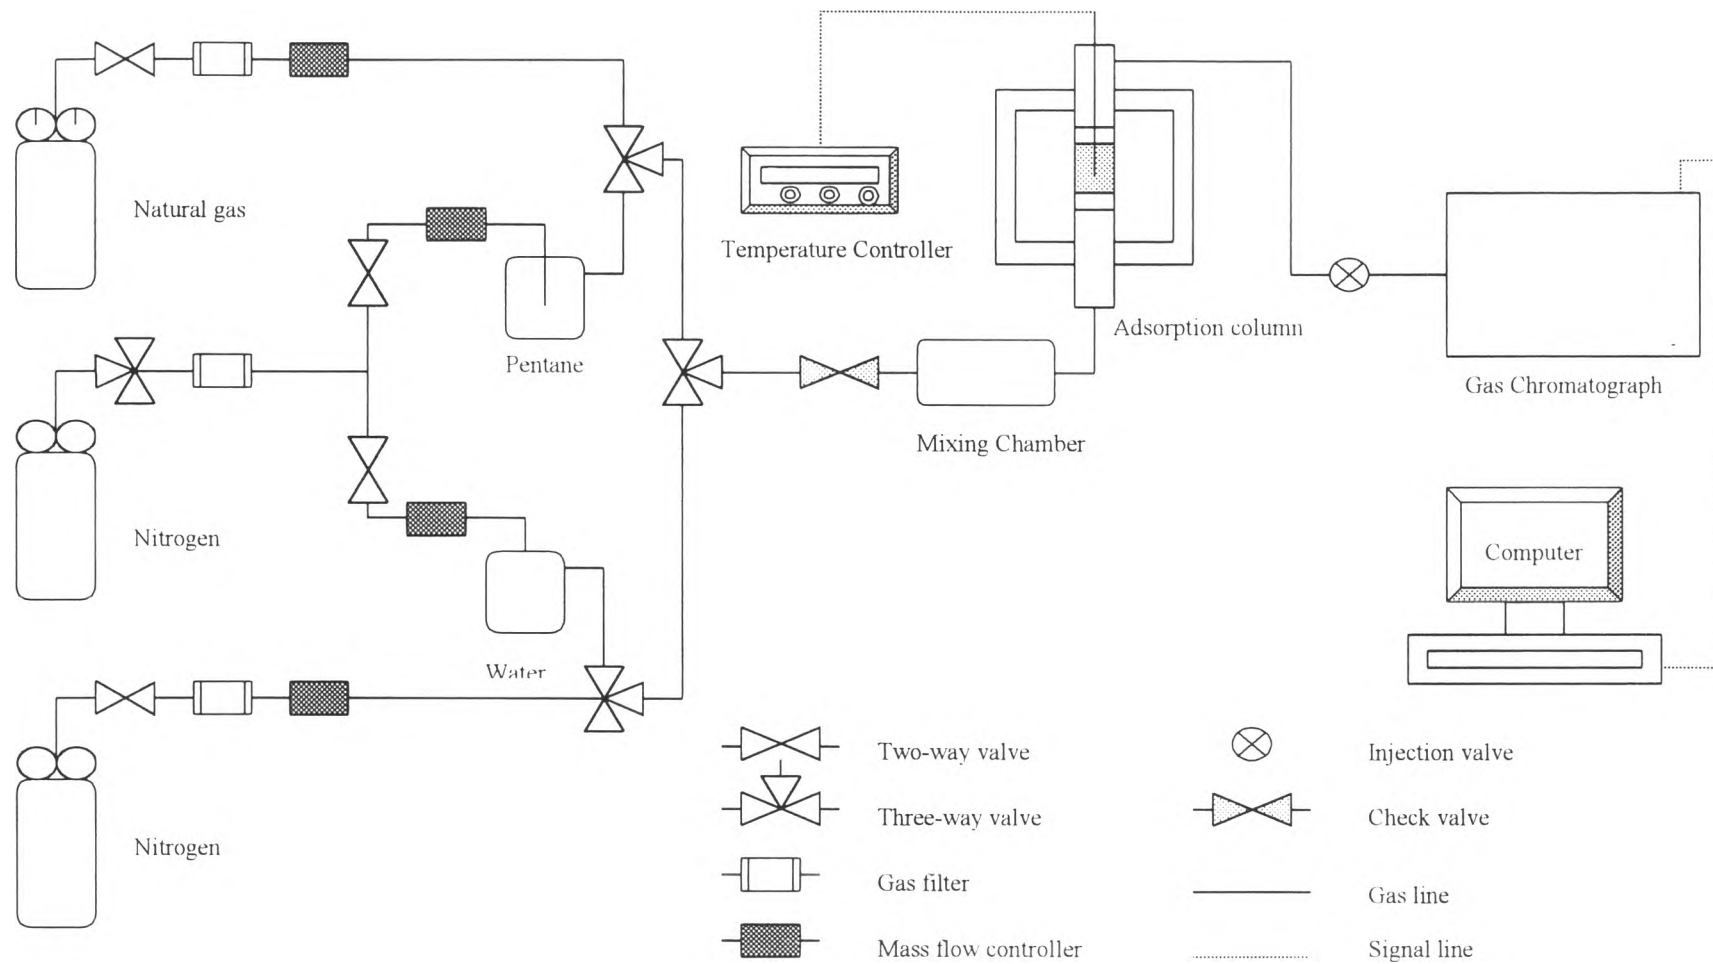 Natural gas
Temperature Controller
Adsorption column
Pentane
Gas Chromatograph
Mixing Chamber
Nitrogen
Computer
Water
Two-way valve
Injection valve
Three-way valve
Check valve
Nitrogen
Gas filter
Gas line
Mass flow controller
Signal line